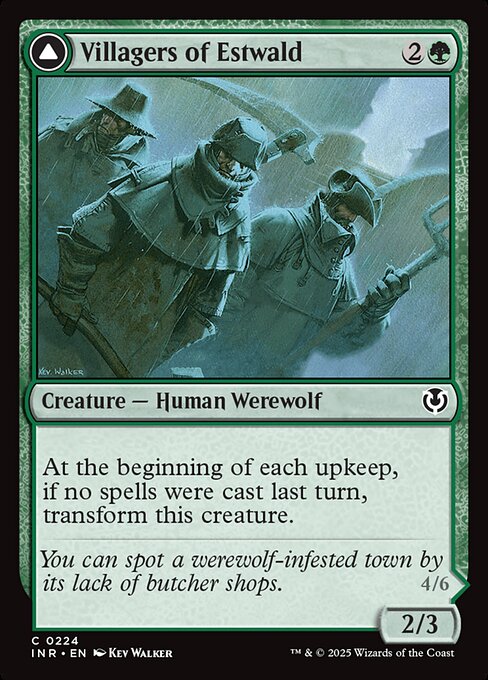 Villagers of Estwald 2
Kev. Walker
Creature — Human Werewolf
At the beginning of each upkeep,
if no spells were cast last turn,
transform this creature.
You can spot a werewolf-infested town by
its lack of butcher shops.
4/6
2/3
C 0224
INR • EN Kev Walker
™ & © 2025 Wizards of the Coast